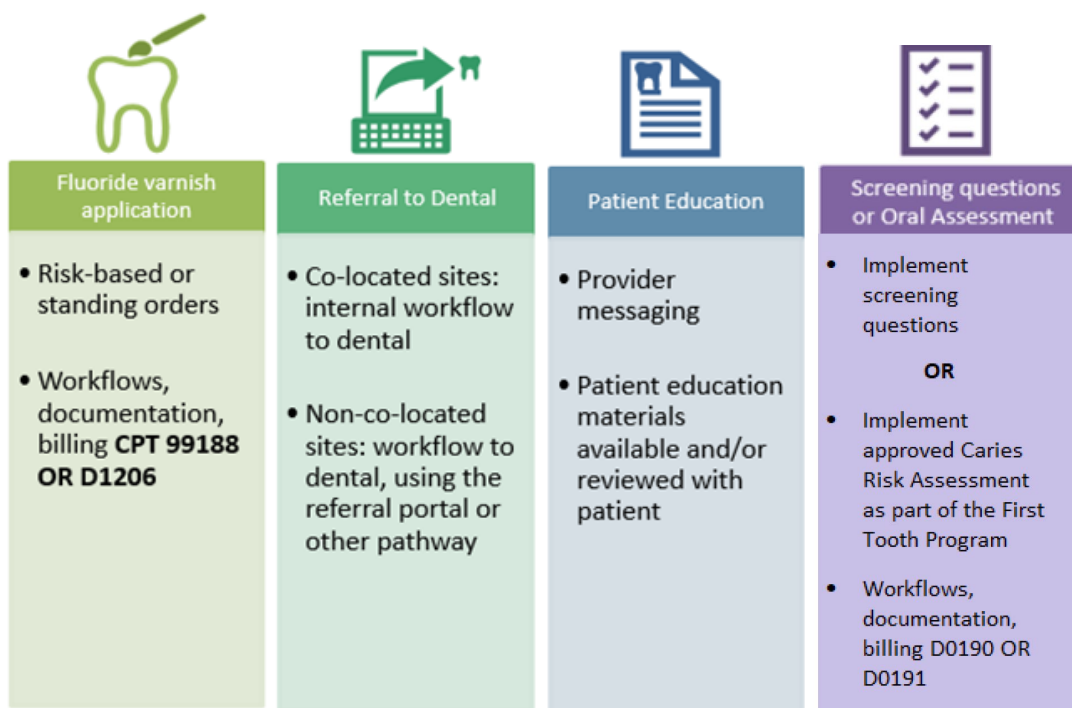 Fluoride varnish
application
• Risk-based or
standing orders
• Workflows,
documentation,
billing CPT 99188
OR D1206
Referral to Dental
• Co-located sites:
internal workflow
to dental
• Non-co-located
sites: workflow to
dental, using the
referral portal or
other pathway
Patient Education
• Provider
messaging
• Patient education
materials
available and/or
reviewed with
patient
Screening questions
or Oral Assessment
• Implement
screening
questions
OR
• Implement
approved Caries
Risk Assessment
as part of the First
Tooth Program
• Workflows,
documentation,
billing D0190 OR
D0191